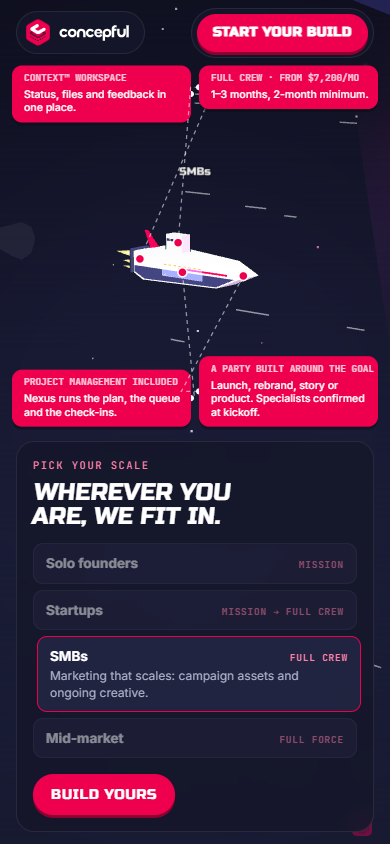 concepful
START YOUR BUILD
CONTEXT™ WORKSPACE
Status, files and feedback in
one place.
FULL CREW · FROM $7,200/MO
1–3 months, 2-month minimum.
SMBs
PROJECT MANAGEMENT INCLUDED
Nexus runs the plan, the queue
and the check-ins.
A PARTY BUILT AROUND THE GOAL
Launch, rebrand, story or
product. Specialists confirmed
at kickoff.
PICK YOUR SCALE
WHEREVER YOU
ARE, WE FIT IN.
Solo founders
MISSION
Startups
MISSION → FULL CREW
SMBs
FULL CREW
Marketing that scales: campaign assets and
ongoing creative.
Mid-market
FULL FORCE
BUILD YOURS